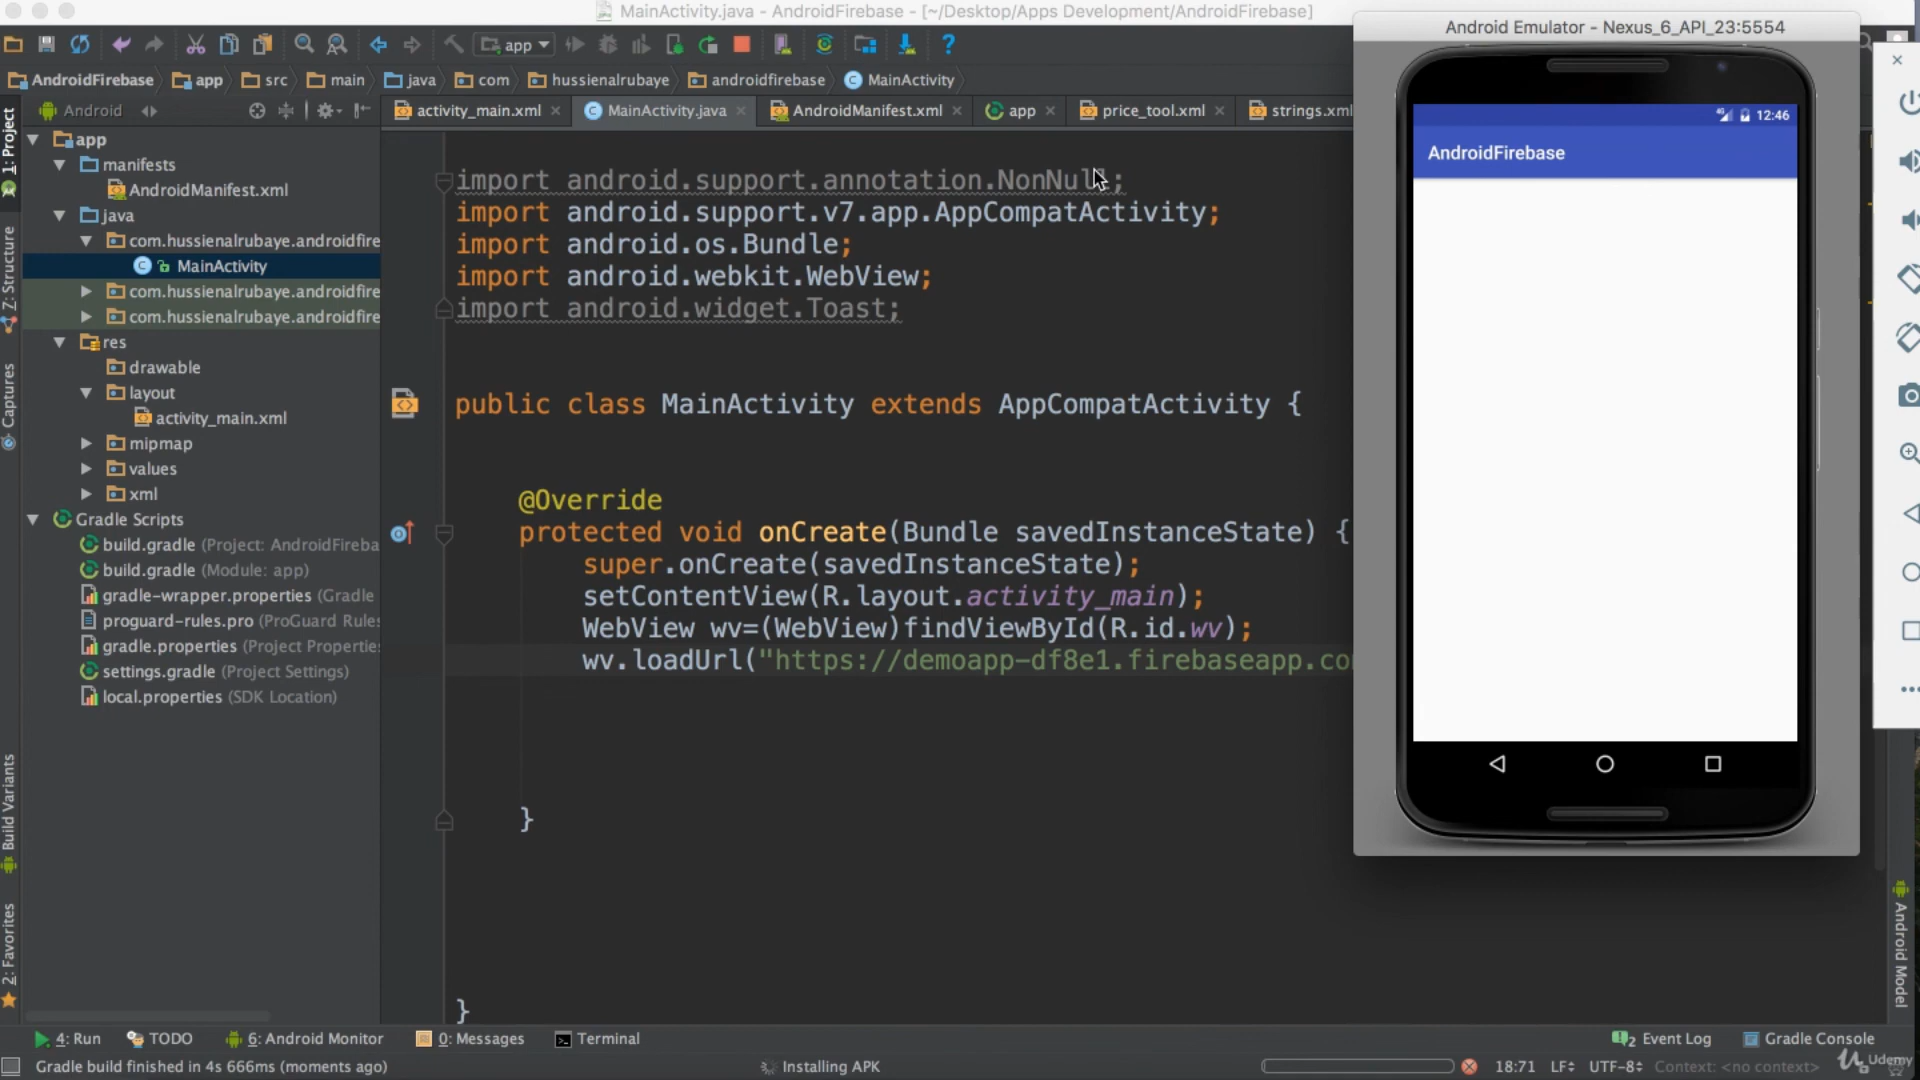 MainActivity.java - AndroidFirebase - [~/Desktop/Apps Development/AndroidFirebase]
Android Emulator - Nexus_6_API_23:5554
app
AndroidFirebase app src main java com hussienalrubaye androidfirebase MainActivity
Android
activity_main.xml MainActivity.java AndroidManifest.xml app price_tool.xml strings.xml
1: Project
Z: Structure
Captures
Build Variants
2: Favorites
app
manifests
AndroidManifest.xml
java
com.hussienalrubaye.androidfire
MainActivity
com.hussienalrubaye.androidfire
com.hussienalrubaye.androidfire
res
drawable
layout
activity_main.xml
mipmap
values
xml
Gradle Scripts
build.gradle (Project: AndroidFireba
build.gradle (Module: app)
gradle-wrapper.properties (Gradle
proguard-rules.pro (ProGuard Rules
gradle.properties (Project Propertie
settings.gradle (Project Settings)
local.properties (SDK Location)
import android.support.annotation.NonNull;
import android.support.v7.app.AppCompatActivity;
import android.os.Bundle;
import android.webkit.WebView;
import android.widget.Toast;
public class MainActivity extends AppCompatActivity {
@Override
protected void onCreate(Bundle savedInstanceState) {
super.onCreate(savedInstanceState);
setContentView(R.layout.activity_main);
WebView wv=(WebView)findViewById(R.id.wv);
wv.loadUrl("https://demoapp-df8e1.firebaseapp.co
}
}
12:46
AndroidFirebase
Android Model
4: Run TODO 6: Android Monitor 0: Messages Terminal
2 Event Log Gradle Console
Gradle build finished in 4s 666ms (moments ago)
Installing APK
18:71 LF UTF-8 Context: <no context>
Udemy